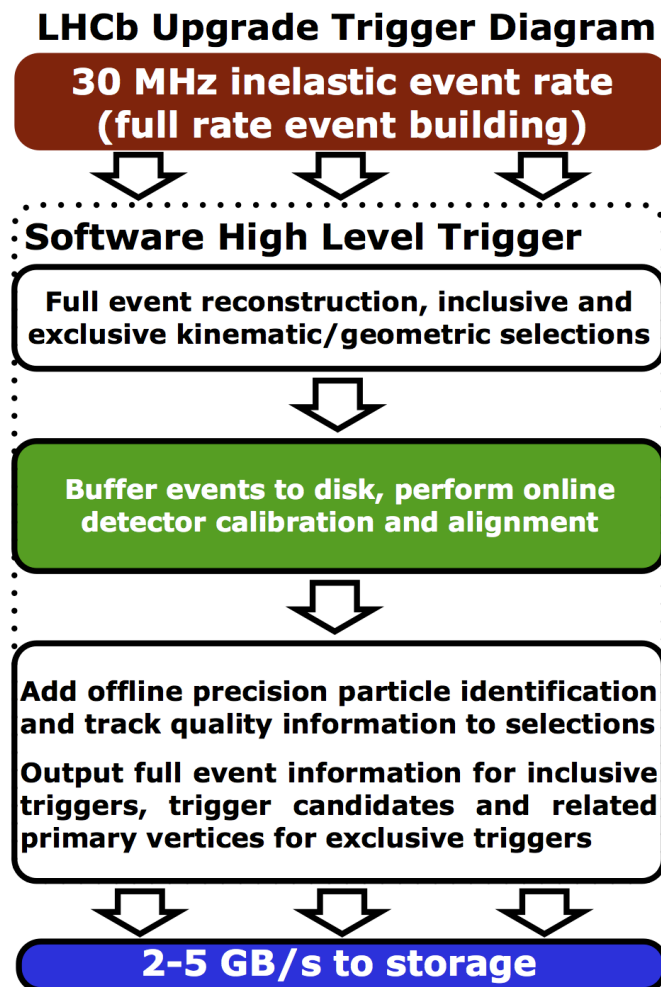 LHCb Upgrade Trigger Diagram
30 MHz inelastic event rate
(full rate event building)
Software High Level Trigger
Full event reconstruction, inclusive and
exclusive kinematic/geometric selections
Buffer events to disk, perform online
detector calibration and alignment
Add offline precision particle identification
and track quality information to selections
Output full event information for inclusive
triggers, trigger candidates and related
primary vertices for exclusive triggers
2-5 GB/s to storage